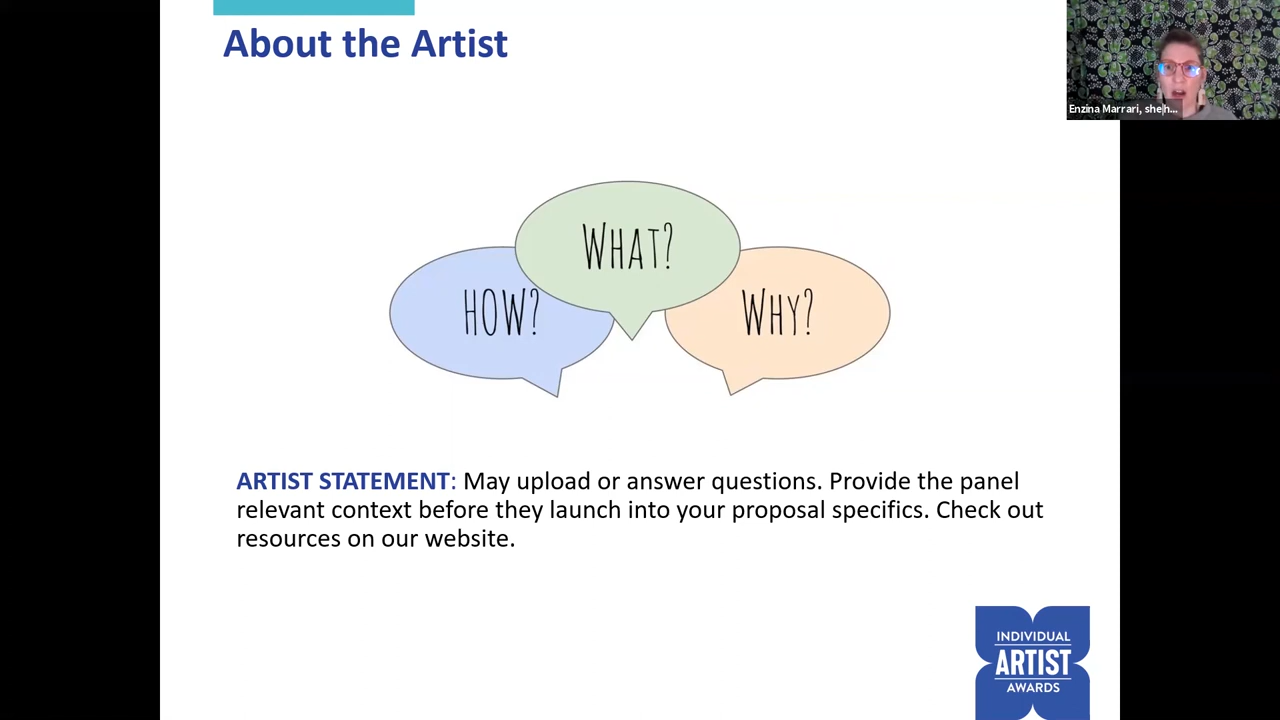 About the Artist
Enzina Marrari, she|h...
WHAT?
HOW?
WHY?
ARTIST STATEMENT: May upload or answer questions. Provide the panel
relevant context before they launch into your proposal specifics. Check out
resources on our website.
INDIVIDUAL
ARTIST
AWARDS